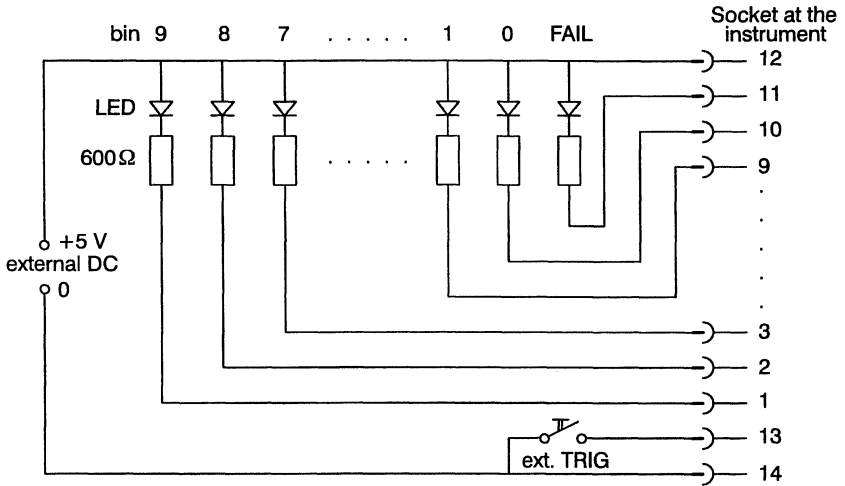 Socket at the
bin 9 8 7 . . . . . 1 0 FAIL instrument
12
LED 11
10
600Ω . . . . . 9
+5 V
external DC
0
3
2
1
13
ext. TRIG
14